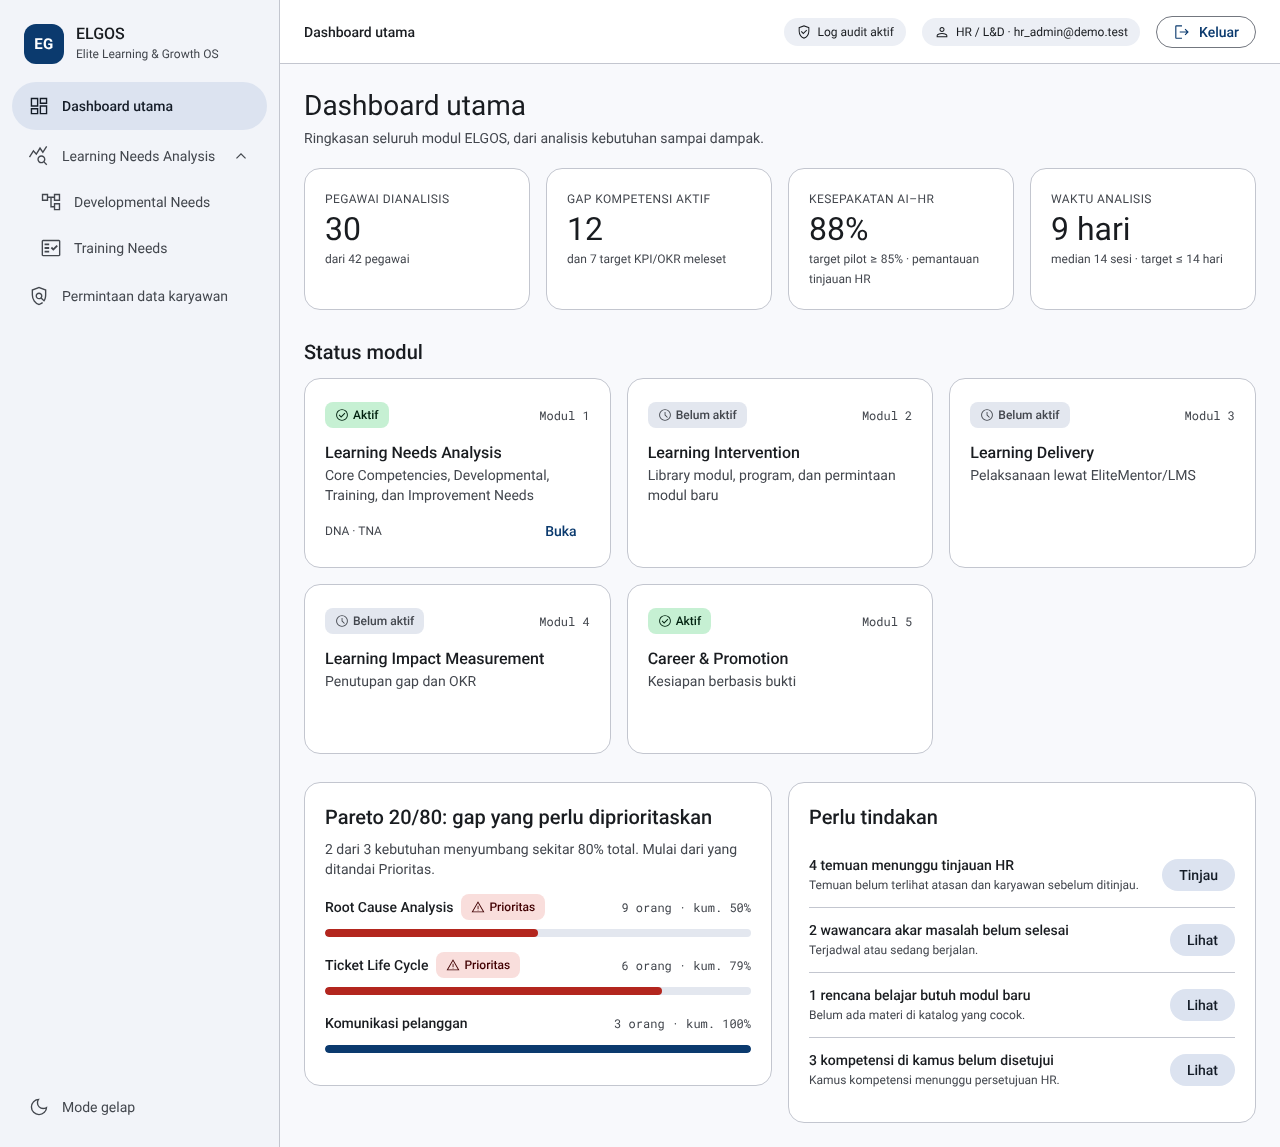 EG
ELGOS
Elite Learning & Growth OS
Dashboard utama
Learning Needs Analysis
Developmental Needs
Training Needs
Permintaan data karyawan
Mode gelap
Dashboard utama
Log audit aktif
HR / L&D · hr_admin@demo.test
Keluar
Dashboard utama
Ringkasan seluruh modul ELGOS, dari analisis kebutuhan sampai dampak.
PEGAWAI DIANALISIS
30
dari 42 pegawai
GAP KOMPETENSI AKTIF
12
dan 7 target KPI/OKR meleset
KESEPAKATAN AI–HR
88%
target pilot ≥ 85% · pemantauan
tinjauan HR
WAKTU ANALISIS
9 hari
median 14 sesi · target ≤ 14 hari
Status modul
Aktif
Modul 1
Learning Needs Analysis
Core Competencies, Developmental,
Training, dan Improvement Needs
DNA · TNA
Buka
Belum aktif
Modul 2
Learning Intervention
Library modul, program, dan permintaan
modul baru
Belum aktif
Modul 3
Learning Delivery
Pelaksanaan lewat EliteMentor/LMS
Belum aktif
Modul 4
Learning Impact Measurement
Penutupan gap dan OKR
Aktif
Modul 5
Career & Promotion
Kesiapan berbasis bukti
Pareto 20/80: gap yang perlu diprioritaskan
2 dari 3 kebutuhan menyumbang sekitar 80% total. Mulai dari yang
ditandai Prioritas.
Root Cause Analysis
Prioritas
9 orang · kum. 50%
Ticket Life Cycle
Prioritas
6 orang · kum. 79%
Komunikasi pelanggan
3 orang · kum. 100%
Perlu tindakan
4 temuan menunggu tinjauan HR
Temuan belum terlihat atasan dan karyawan sebelum ditinjau.
Tinjau
2 wawancara akar masalah belum selesai
Terjadwal atau sedang berjalan.
Lihat
1 rencana belajar butuh modul baru
Belum ada materi di katalog yang cocok.
Lihat
3 kompetensi di kamus belum disetujui
Kamus kompetensi menunggu persetujuan HR.
Lihat